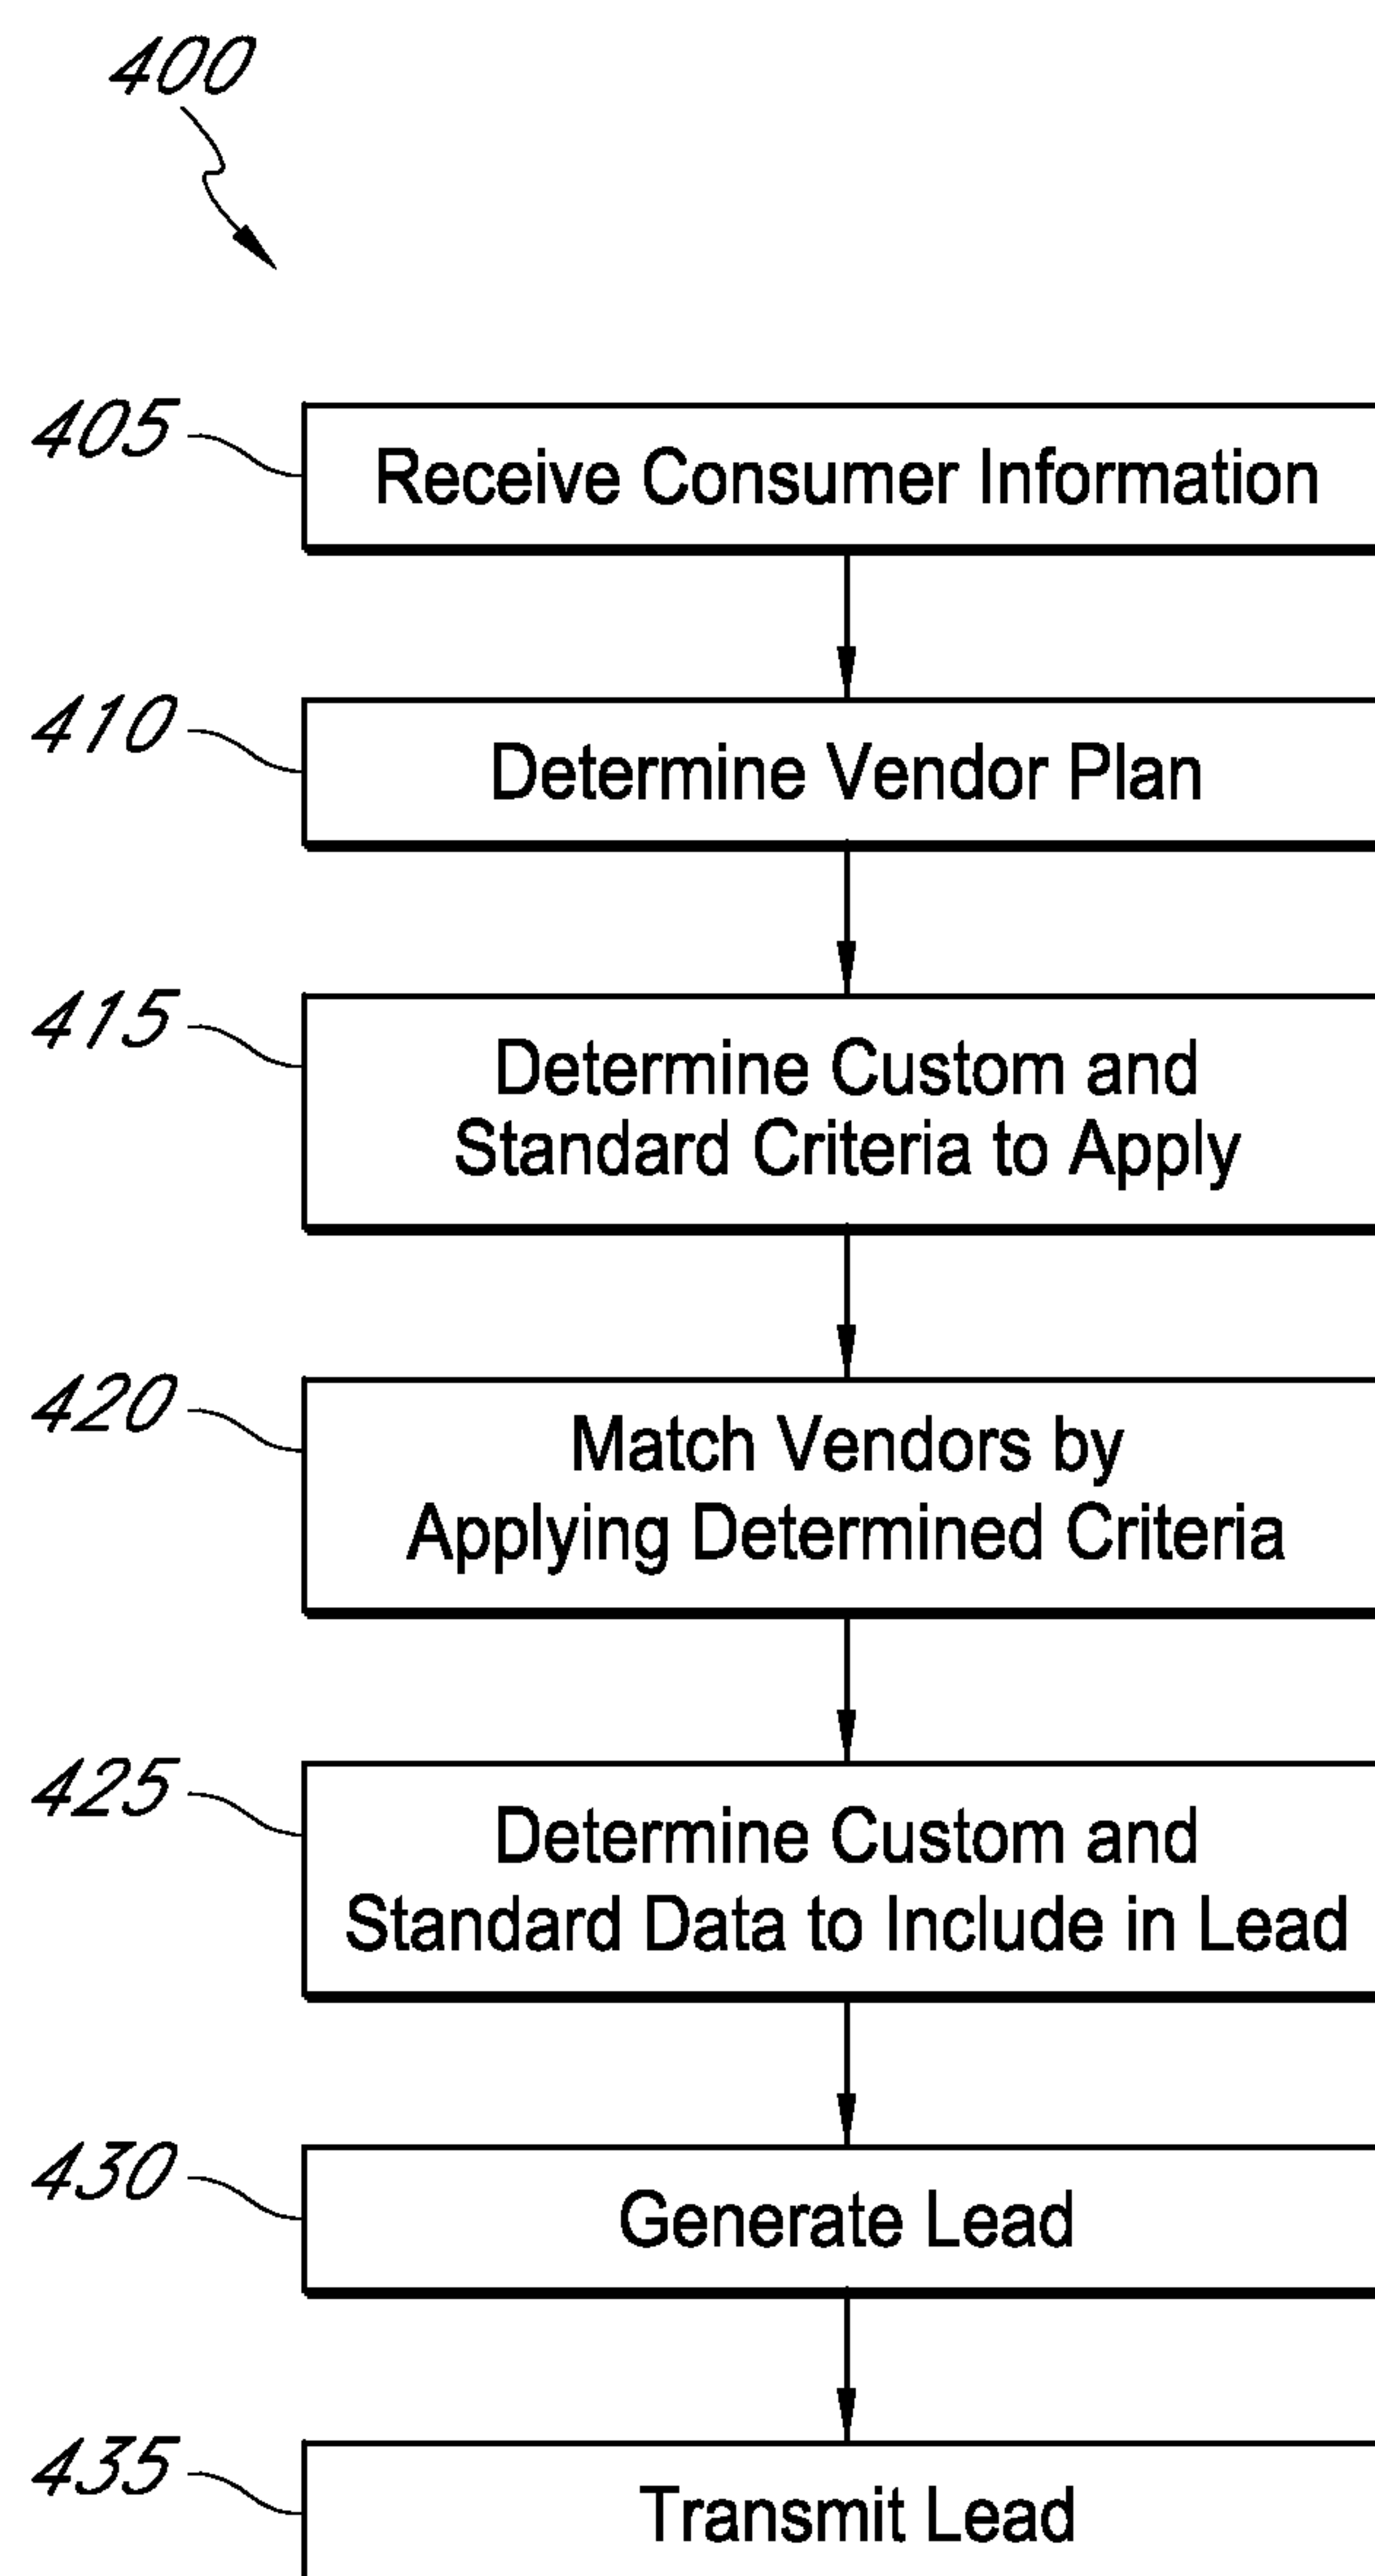 400
405
Receive Consumer Information
410
Determine Vendor Plan
415
Determine Custom and
Standard Criteria to Apply
420
Match Vendors by
Applying Determined Criteria
425
Determine Custom and
Standard Data to Include in Lead
430
Generate Lead
435
Transmit Lead